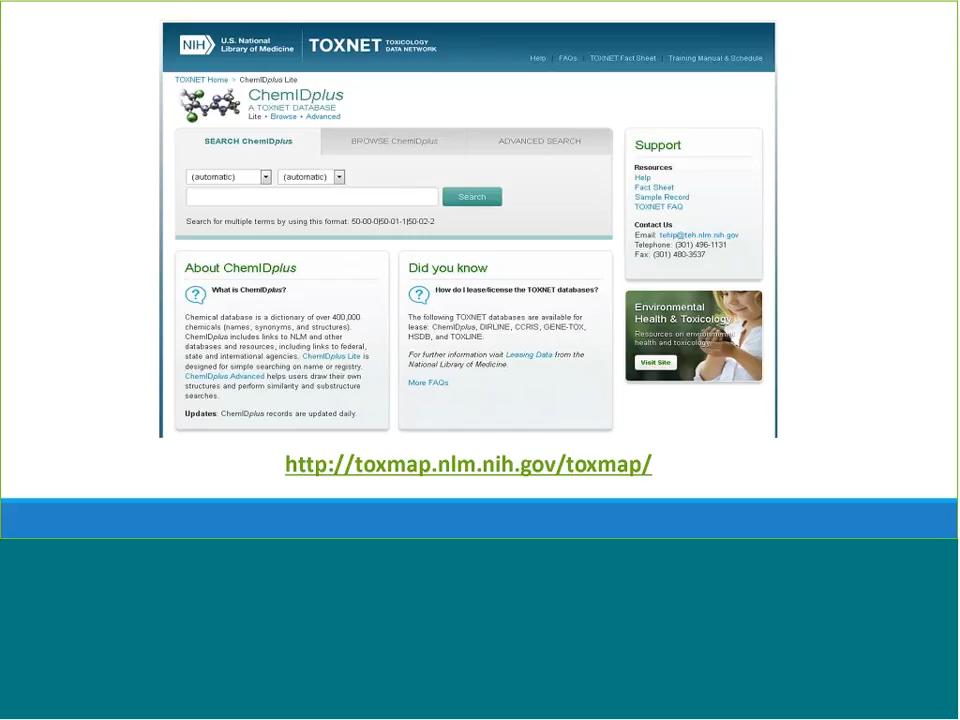 NIH U.S. National Library of Medicine
TOXNET TOXICOLOGY DATA NETWORK
Help | FAQs | TOXNET Fact Sheet | Training Manual & Schedule
TOXNET Home > ChemIDplus Lite
ChemIDplus
A TOXNET DATABASE
Lite • Browse • Advanced
SEARCH ChemIDplus
BROWSE ChemIDplus
ADVANCED SEARCH
(automatic) (automatic)
Search
Search for multiple terms by using this format: 50-00-0|50-01-1|50-02-2
About ChemIDplus
? What is ChemIDplus?
Chemical database is a dictionary of over 400,000
chemicals (names, synonyms, and structures).
ChemIDplus includes links to NLM and other
databases and resources, including links to federal,
state and international agencies. ChemIDplus Lite is
designed for simple searching on name or registry.
ChemIDplus Advanced helps users draw their own
structures and perform similarity and substructure
searches.
Updates: ChemIDplus records are updated daily.
Did you know
? How do I lease/license the TOXNET databases?
The following TOXNET databases are available for
lease: ChemIDplus, DIRLINE, CCRIS, GENE-TOX,
HSDB, and TOXLINE.
For further information visit Leasing Data from the
National Library of Medicine.
More FAQs
Support
Resources
Help
Fact Sheet
Sample Record
TOXNET FAQ
Contact Us
Email: tehip@teh.nlm.nih.gov
Telephone: (301) 496-1131
Fax: (301) 480-3537
Environmental
Health & Toxicology
Resources on environmental
health and toxicology
Visit Site
http://toxmap.nlm.nih.gov/toxmap/